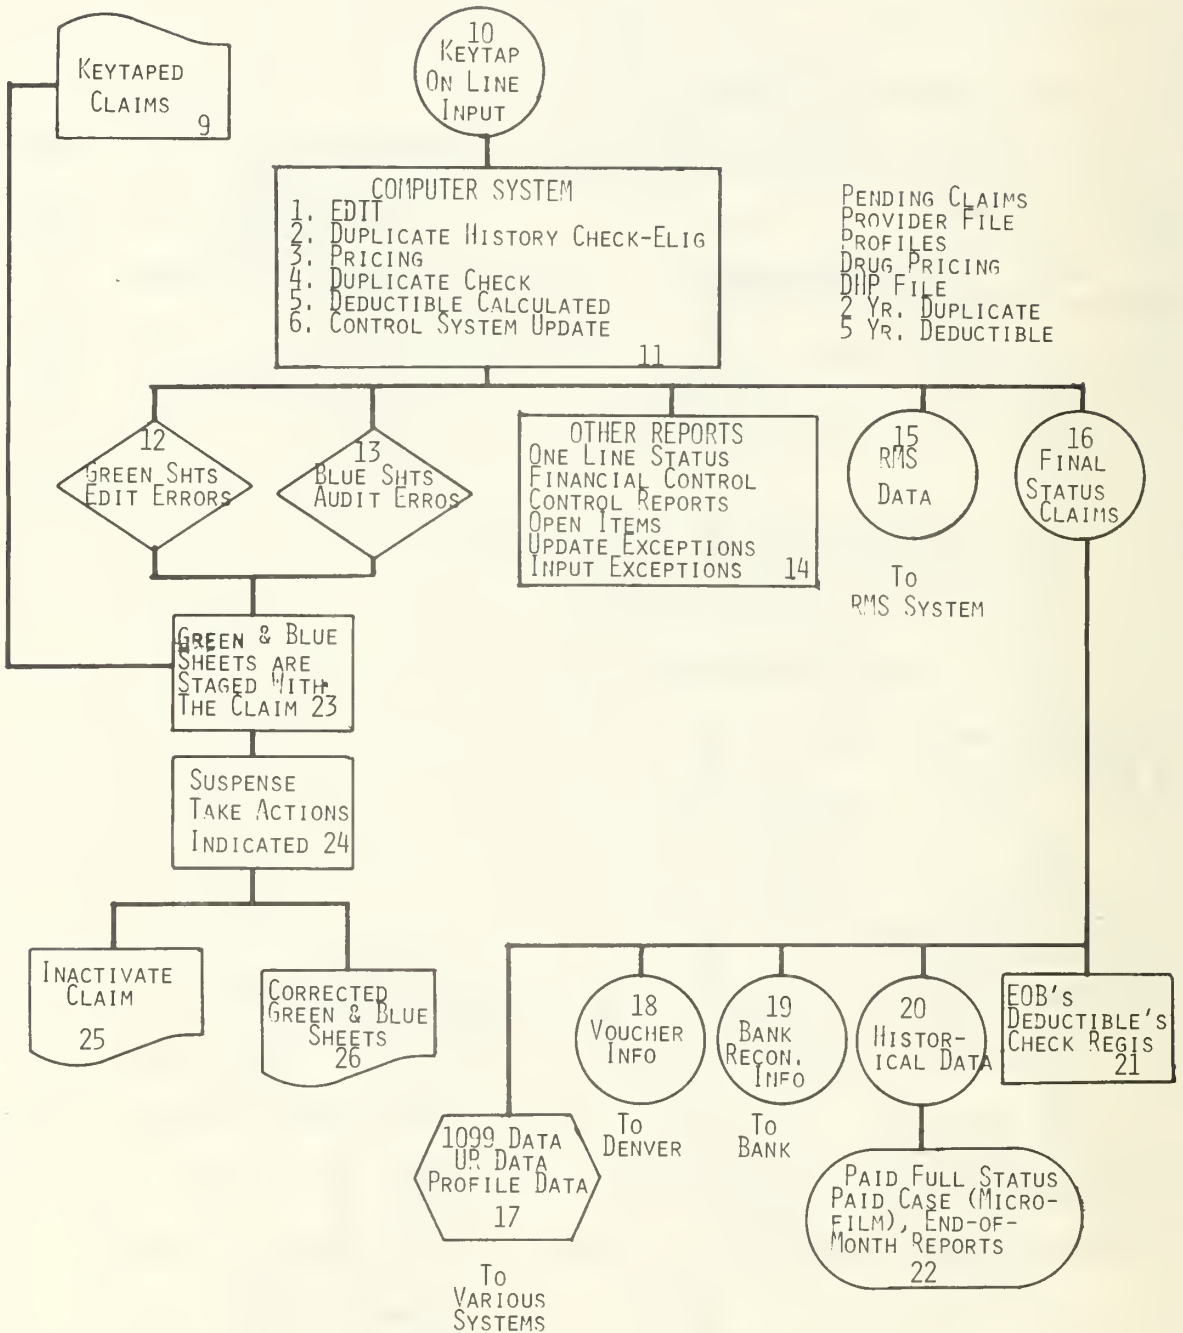 KEYTAPED
CLAIMS
9
10
KEYTAP
ON LINE
INPUT
COMPUTER SYSTEM
1. EDIT
2. DUPLICATE HISTORY CHECK-ELIG
3. PRICING
4. DUPLICATE CHECK
5. DEDUCTIBLE CALCULATED
6. CONTROL SYSTEM UPDATE
11
PENDING CLAIMS
PROVIDER FILE
PROFILES
DRUG PRICING
DHP FILE
2 YR. DUPLICATE
5 YR. DEDUCTIBLE
12
GREEN SHTS
EDIT ERRORS
13
BLUE SHTS
AUDIT ERROS
OTHER REPORTS
ONE LINE STATUS
FINANCIAL CONTROL
CONTROL REPORTS
OPEN ITEMS
UPDATE EXCEPTIONS
INPUT EXCEPTIONS 14
15
RMS
DATA
TO
RMS SYSTEM
16
FINAL
STATUS
CLAIMS
GREEN & BLUE
SHEETS ARE
STAGED WITH
THE CLAIM 23
SUSPENSE
TAKE ACTIONS
INDICATED 24
INACTIVATE
CLAIM
25
CORRECTED
GREEN & BLUE
SHEETS
26
1099 DATA
UR DATA
PROFILE DATA
17
TO
VARIOUS
SYSTEMS
18
VOUCHER
INFO
TO
DENVER
19
BANK
RECON.
INFO
TO
BANK
20
HISTOR-
ICAL DATA
PAID FULL STATUS
PAID CASE (MICRO-
FILM), END-OF-
MONTH REPORTS
22
EOB'S
DEDUCTIBLE'S
CHECK REGIS
21